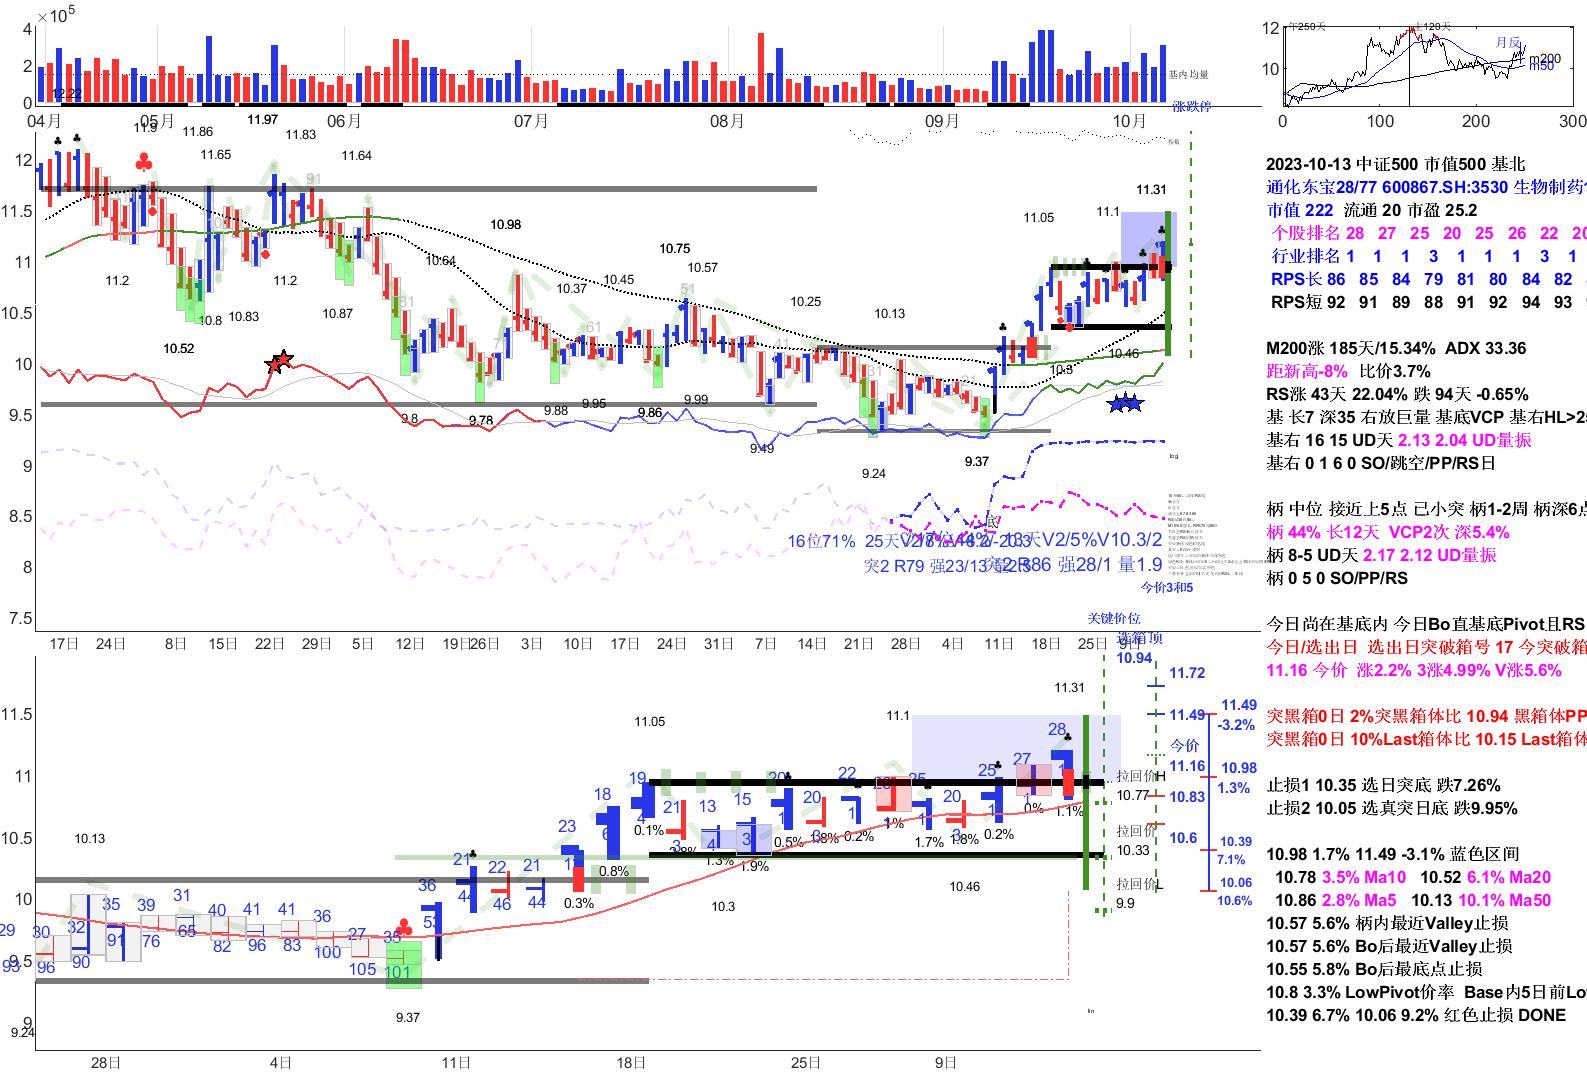 ×10⁵
4
2
0
12.22
基内均量
涨跌停
04月 05月 06月 07月 08月 09月 10月
12
10
年250天
主120天
月反
m200
m50
0 100 200 300
11.9 11.86 11.97 11.83
11.65 11.64
91
11.31
11.05 11.1
10.98
10.75
10.64
10.57
10.45
10.37
10.25
10.13
11.2 11.2
10.8 10.83 10.87
10.52
81
61
51
41
31
21
10.46
10.3
9.8 9.78 9.88 9.95 9.86 9.99
9.49
9.24
9.37
12
11.5
11
10.5
10
9.5
9
8.5
8
7.5
log
底
16位71%
突2 R79 强23/13
突2 R86 强28/1 量1.9
今价3和5
17日 24日 8日 15日 22日 29日 5日 12日 19日 26日 3日 10日 17日 24日 31日 7日 14日 21日 28日 4日 11日 18日 25日 9日
关键价位
选箱顶
10.94
11.72
11.49
今价
11.16
10.83
10.6
11.49
-3.2%
10.98
1.3%
10.39
7.1%
10.06
10.6%
拉回价H
10.77
拉回价
10.33
拉回价L
9.9
11.31
11.05
11.1
10.13
10.46
10.3
9.37
9.24
11.5
11
10.5
10
9.5
9
29 30 32 35 39 31 40 41 41 36 27 35 36 21 22 21 23 18 19 21 13 15 20 20 22 25 20 25 27 28
93 96 90 91 76 65 82 96 83 100 105 101 53 44 46 44
0.3% 0.8% 0.1% 1.3% 1.9% 0.5% 0.2% 1.7% 1.8% 0.2% 0% 1.1%
lin
28日 4日 11日 18日 25日 9日
2023-10-13 中证500 市值500 基北
通化东宝28/77 600867.SH:3530 生物制药
市值 222 流通 20 市盈 25.2
个股排名 28 27 25 20 25 26 22 20
行业排名 1 1 1 3 1 1 1 3 1
RPS长 86 85 84 79 81 80 84 82
RPS短 92 91 89 88 91 92 94 93
M200涨 185天/15.34% ADX 33.36
距新高-8% 比价3.7%
RS涨 43天 22.04% 跌 94天 -0.65%
基 长7 深35 右放巨量 基底VCP 基右HL>25
基右 16 15 UD天 2.13 2.04 UD量振
基右 0 1 6 0 SO/跳空/PP/RS日
柄 中位 接近上5点 已小突 柄1-2周 柄深6点
柄 44% 长12天 VCP2次 深5.4%
柄 8-5 UD天 2.17 2.12 UD量振
柄 0 5 0 SO/PP/RS
今日尚在基底内 今日Bo直基底Pivot且RS
今日/选出日 选出日突破箱号 17 今突破箱
11.16 今价 涨2.2% 3涨4.99% V涨5.6%
突黑箱0日 2%突黑箱体比 10.94 黑箱体PP
突黑箱0日 10%Last箱体比 10.15 Last箱体
止损1 10.35 选日突底 跌7.26%
止损2 10.05 选真突日底 跌9.95%
10.98 1.7% 11.49 -3.1% 蓝色区间
10.78 3.5% Ma10 10.52 6.1% Ma20
10.86 2.8% Ma5 10.13 10.1% Ma50
10.57 5.6% 柄内最近Valley止损
10.57 5.6% Bo后最近Valley止损
10.55 5.8% Bo后最底点止损
10.8 3.3% LowPivot价率 Base内5日前Lo
10.39 6.7% 10.06 9.2% 红色止损 DONE